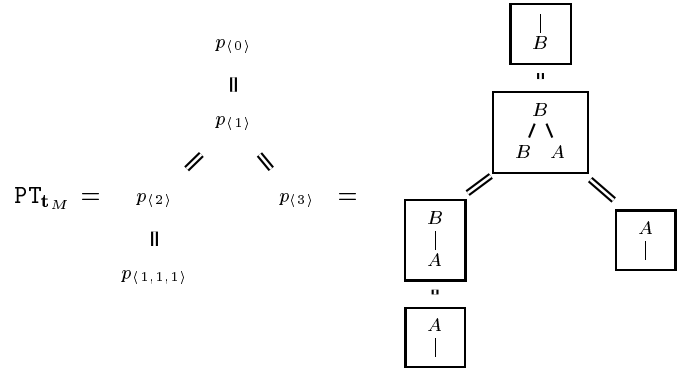 p⟨0⟩
p⟨1⟩
PT_{t_M} = p⟨2⟩ p⟨3⟩ =
p⟨1,1,1⟩
B
B
B A
B
A
A
A